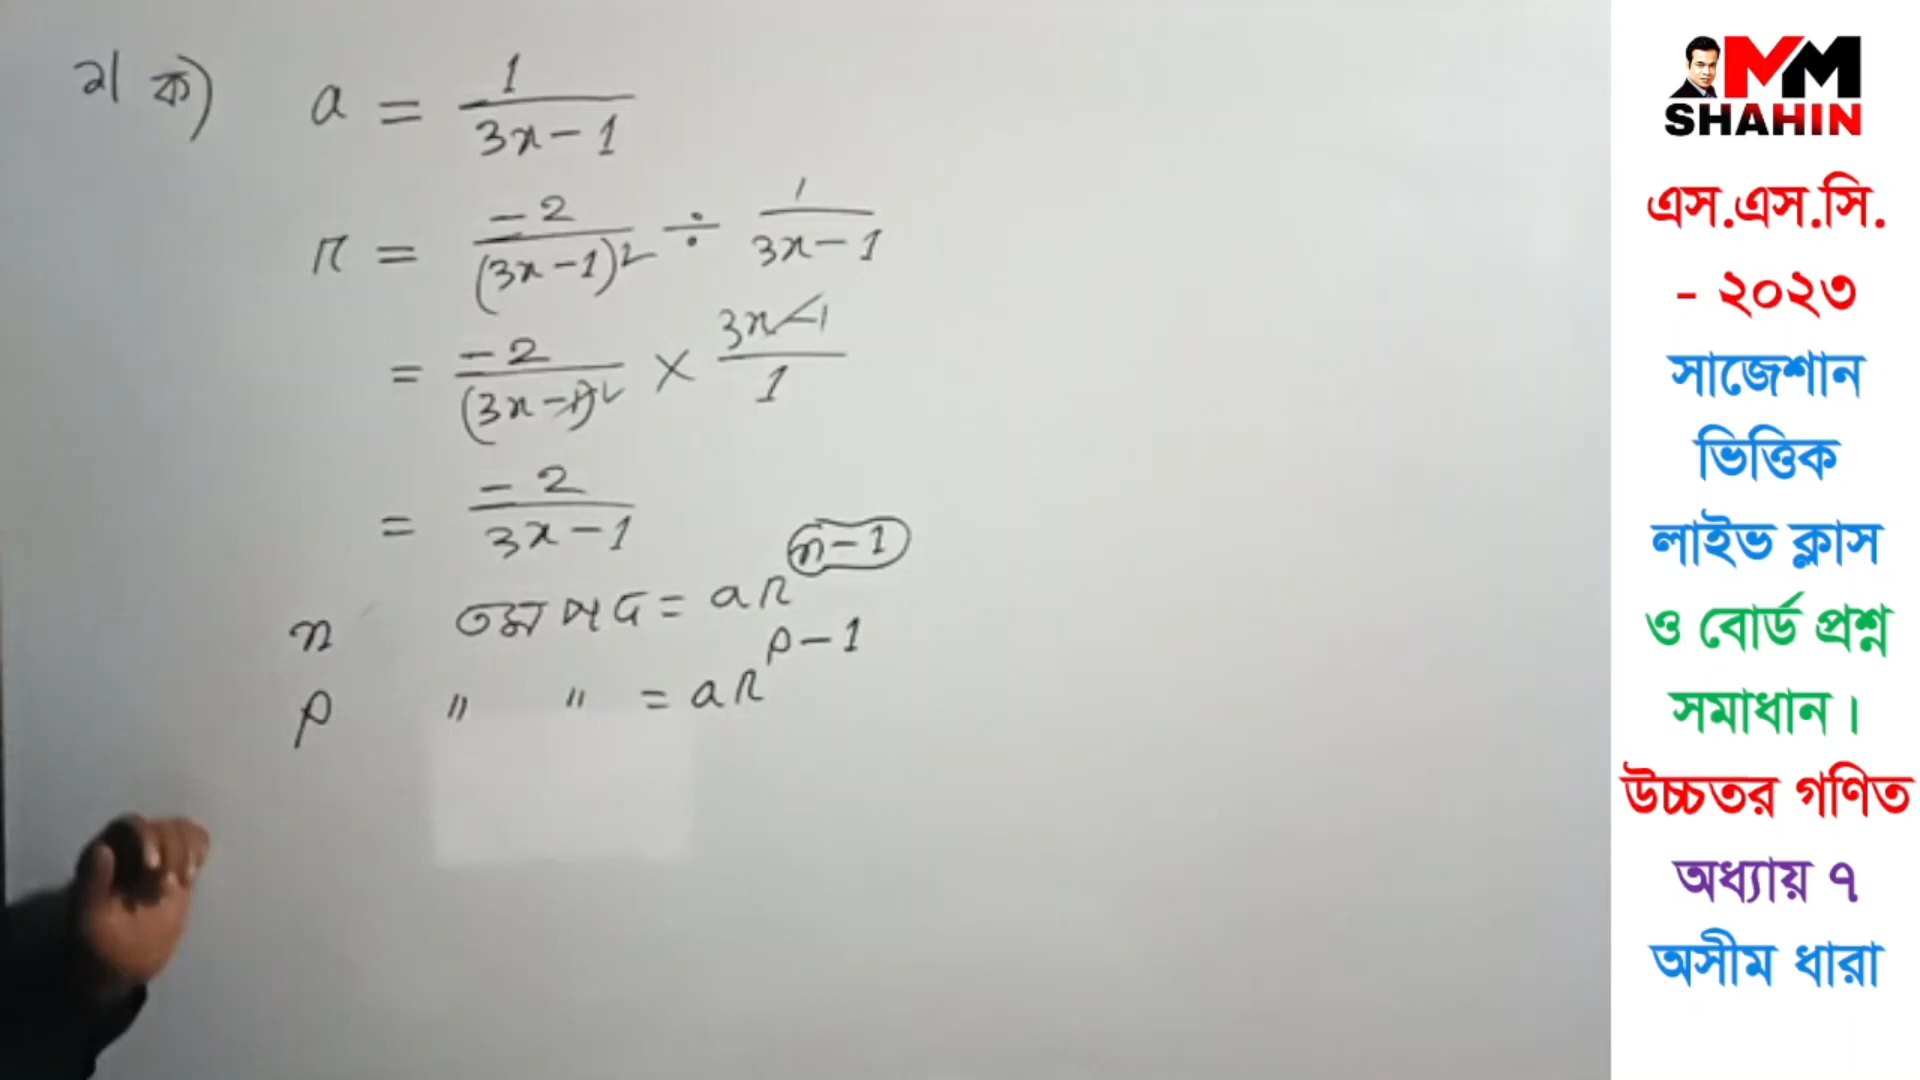 ২। ক) a = 1/(3x-1)
r = -2/(3x-1)² ÷ 1/(3x-1)
= -2/(3x-1)² × (3x-1)/1
= -2/(3x-1)
n তম পদ = ar^(n-1)
p " " = ar^(p-1)
MM
SHAHIN
এস.এস.সি.
- ২০২৩
সাজেশান
ভিত্তিক
লাইভ ক্লাস
ও বোর্ড প্রশ্ন
সমাধান।
উচ্চতর গণিত
অধ্যায় ৭
অসীম ধারা